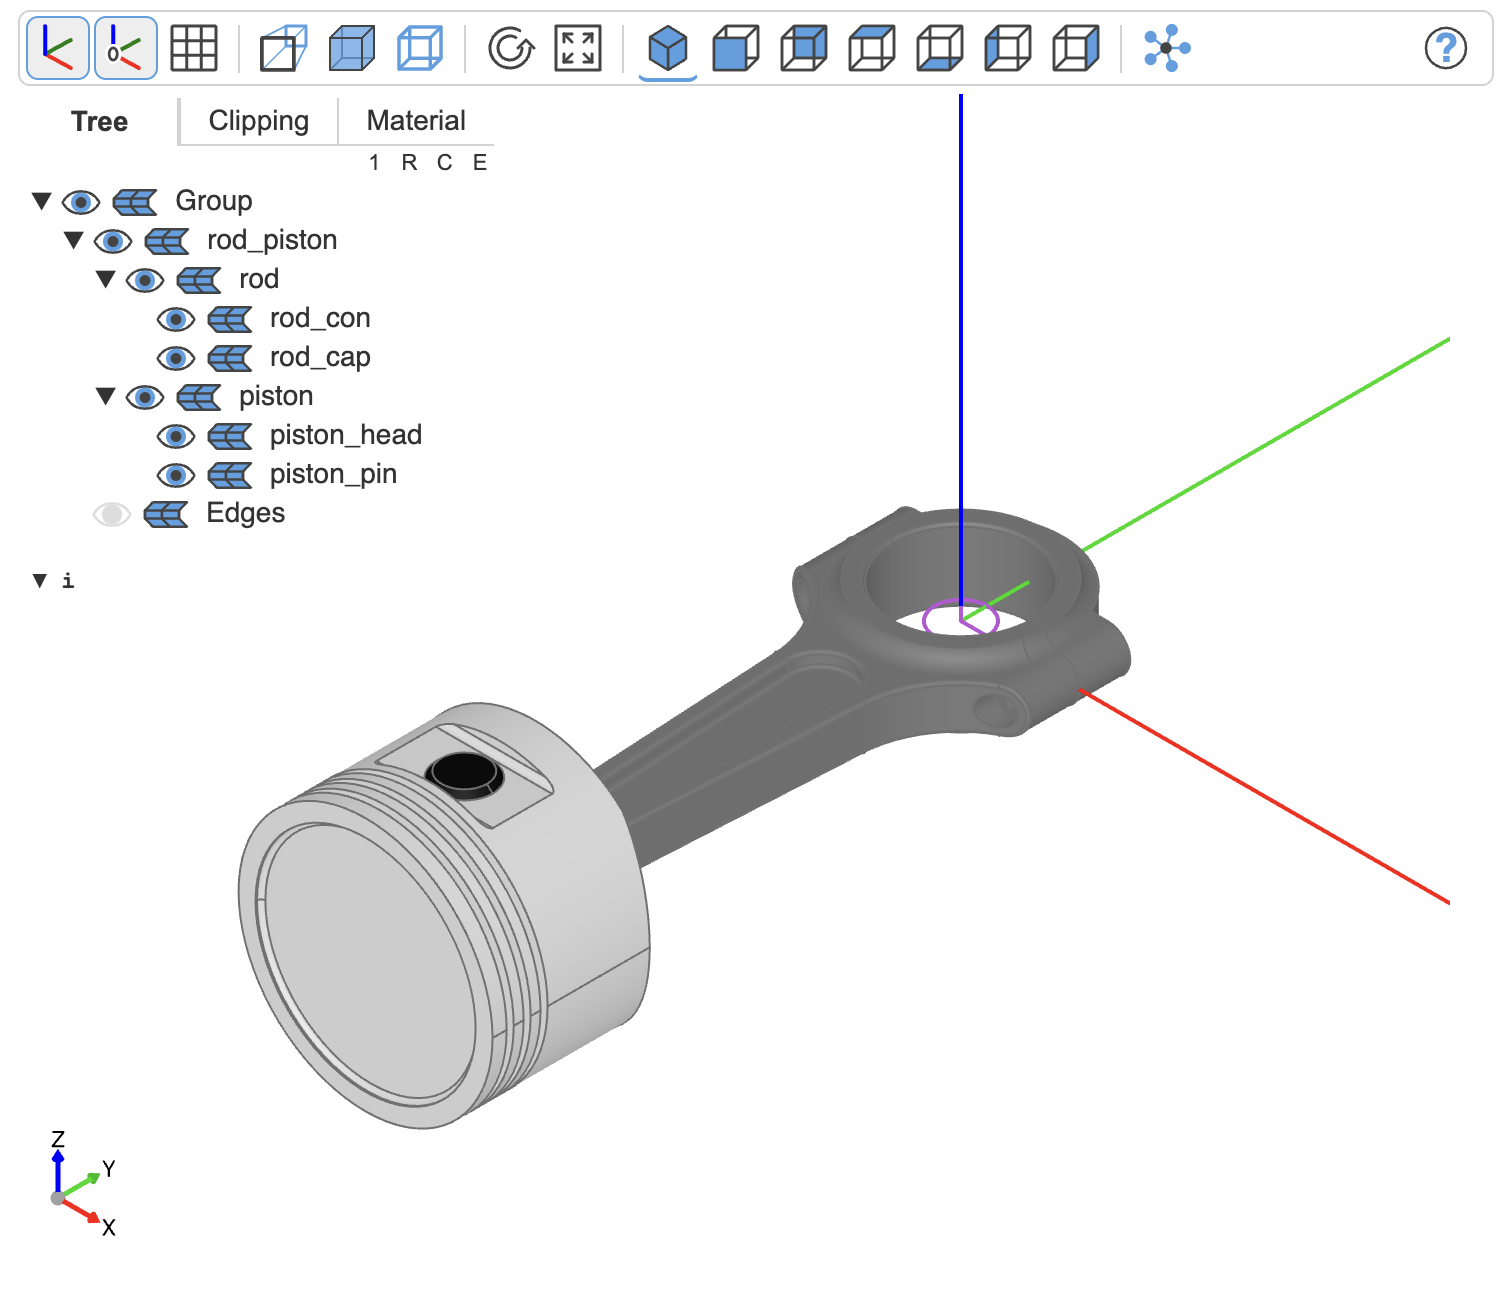 0
?
Tree Clipping Material
1 R C E
Group
rod_piston
rod
rod_con
rod_cap
piston
piston_head
piston_pin
Edges
i
Z
Y
X